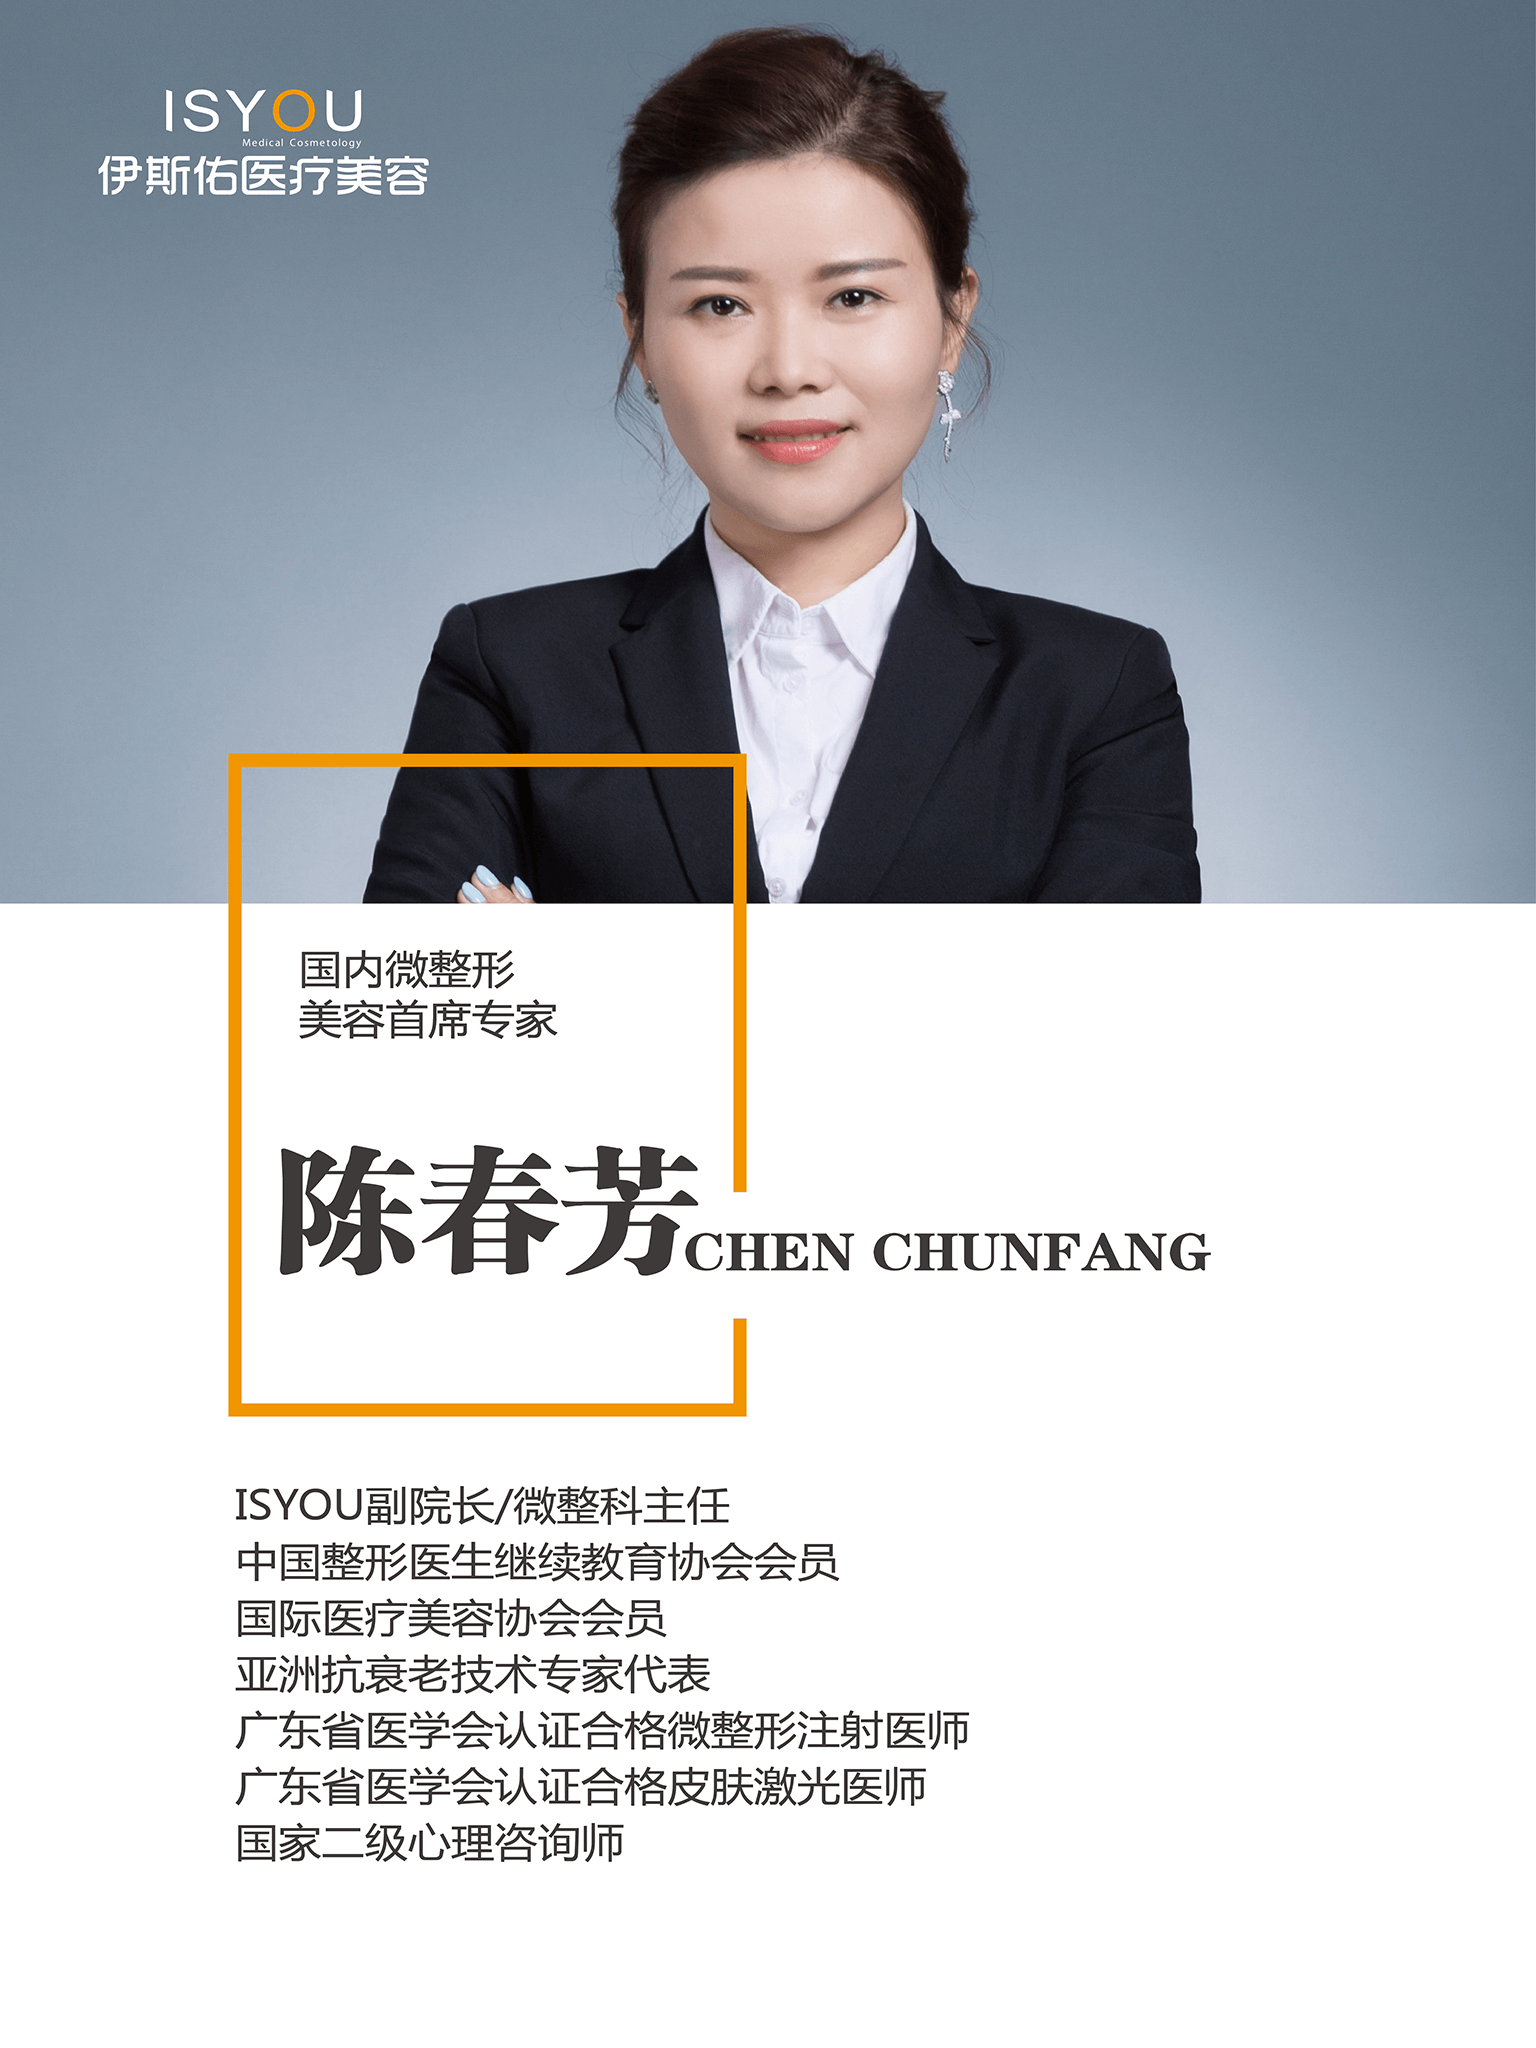 ISYOU
Medical Cosmetology
伊斯佑医疗美容
国内微整形
美容首席专家
陈春芳CHEN CHUNFANG
ISYOU副院长/微整科主任
中国整形医生继续教育协会会员
国际医疗美容协会会员
亚洲抗衰老技术专家代表
广东省医学会认证合格微整形注射医师
广东省医学会认证合格皮肤激光医师
国家二级心理咨询师